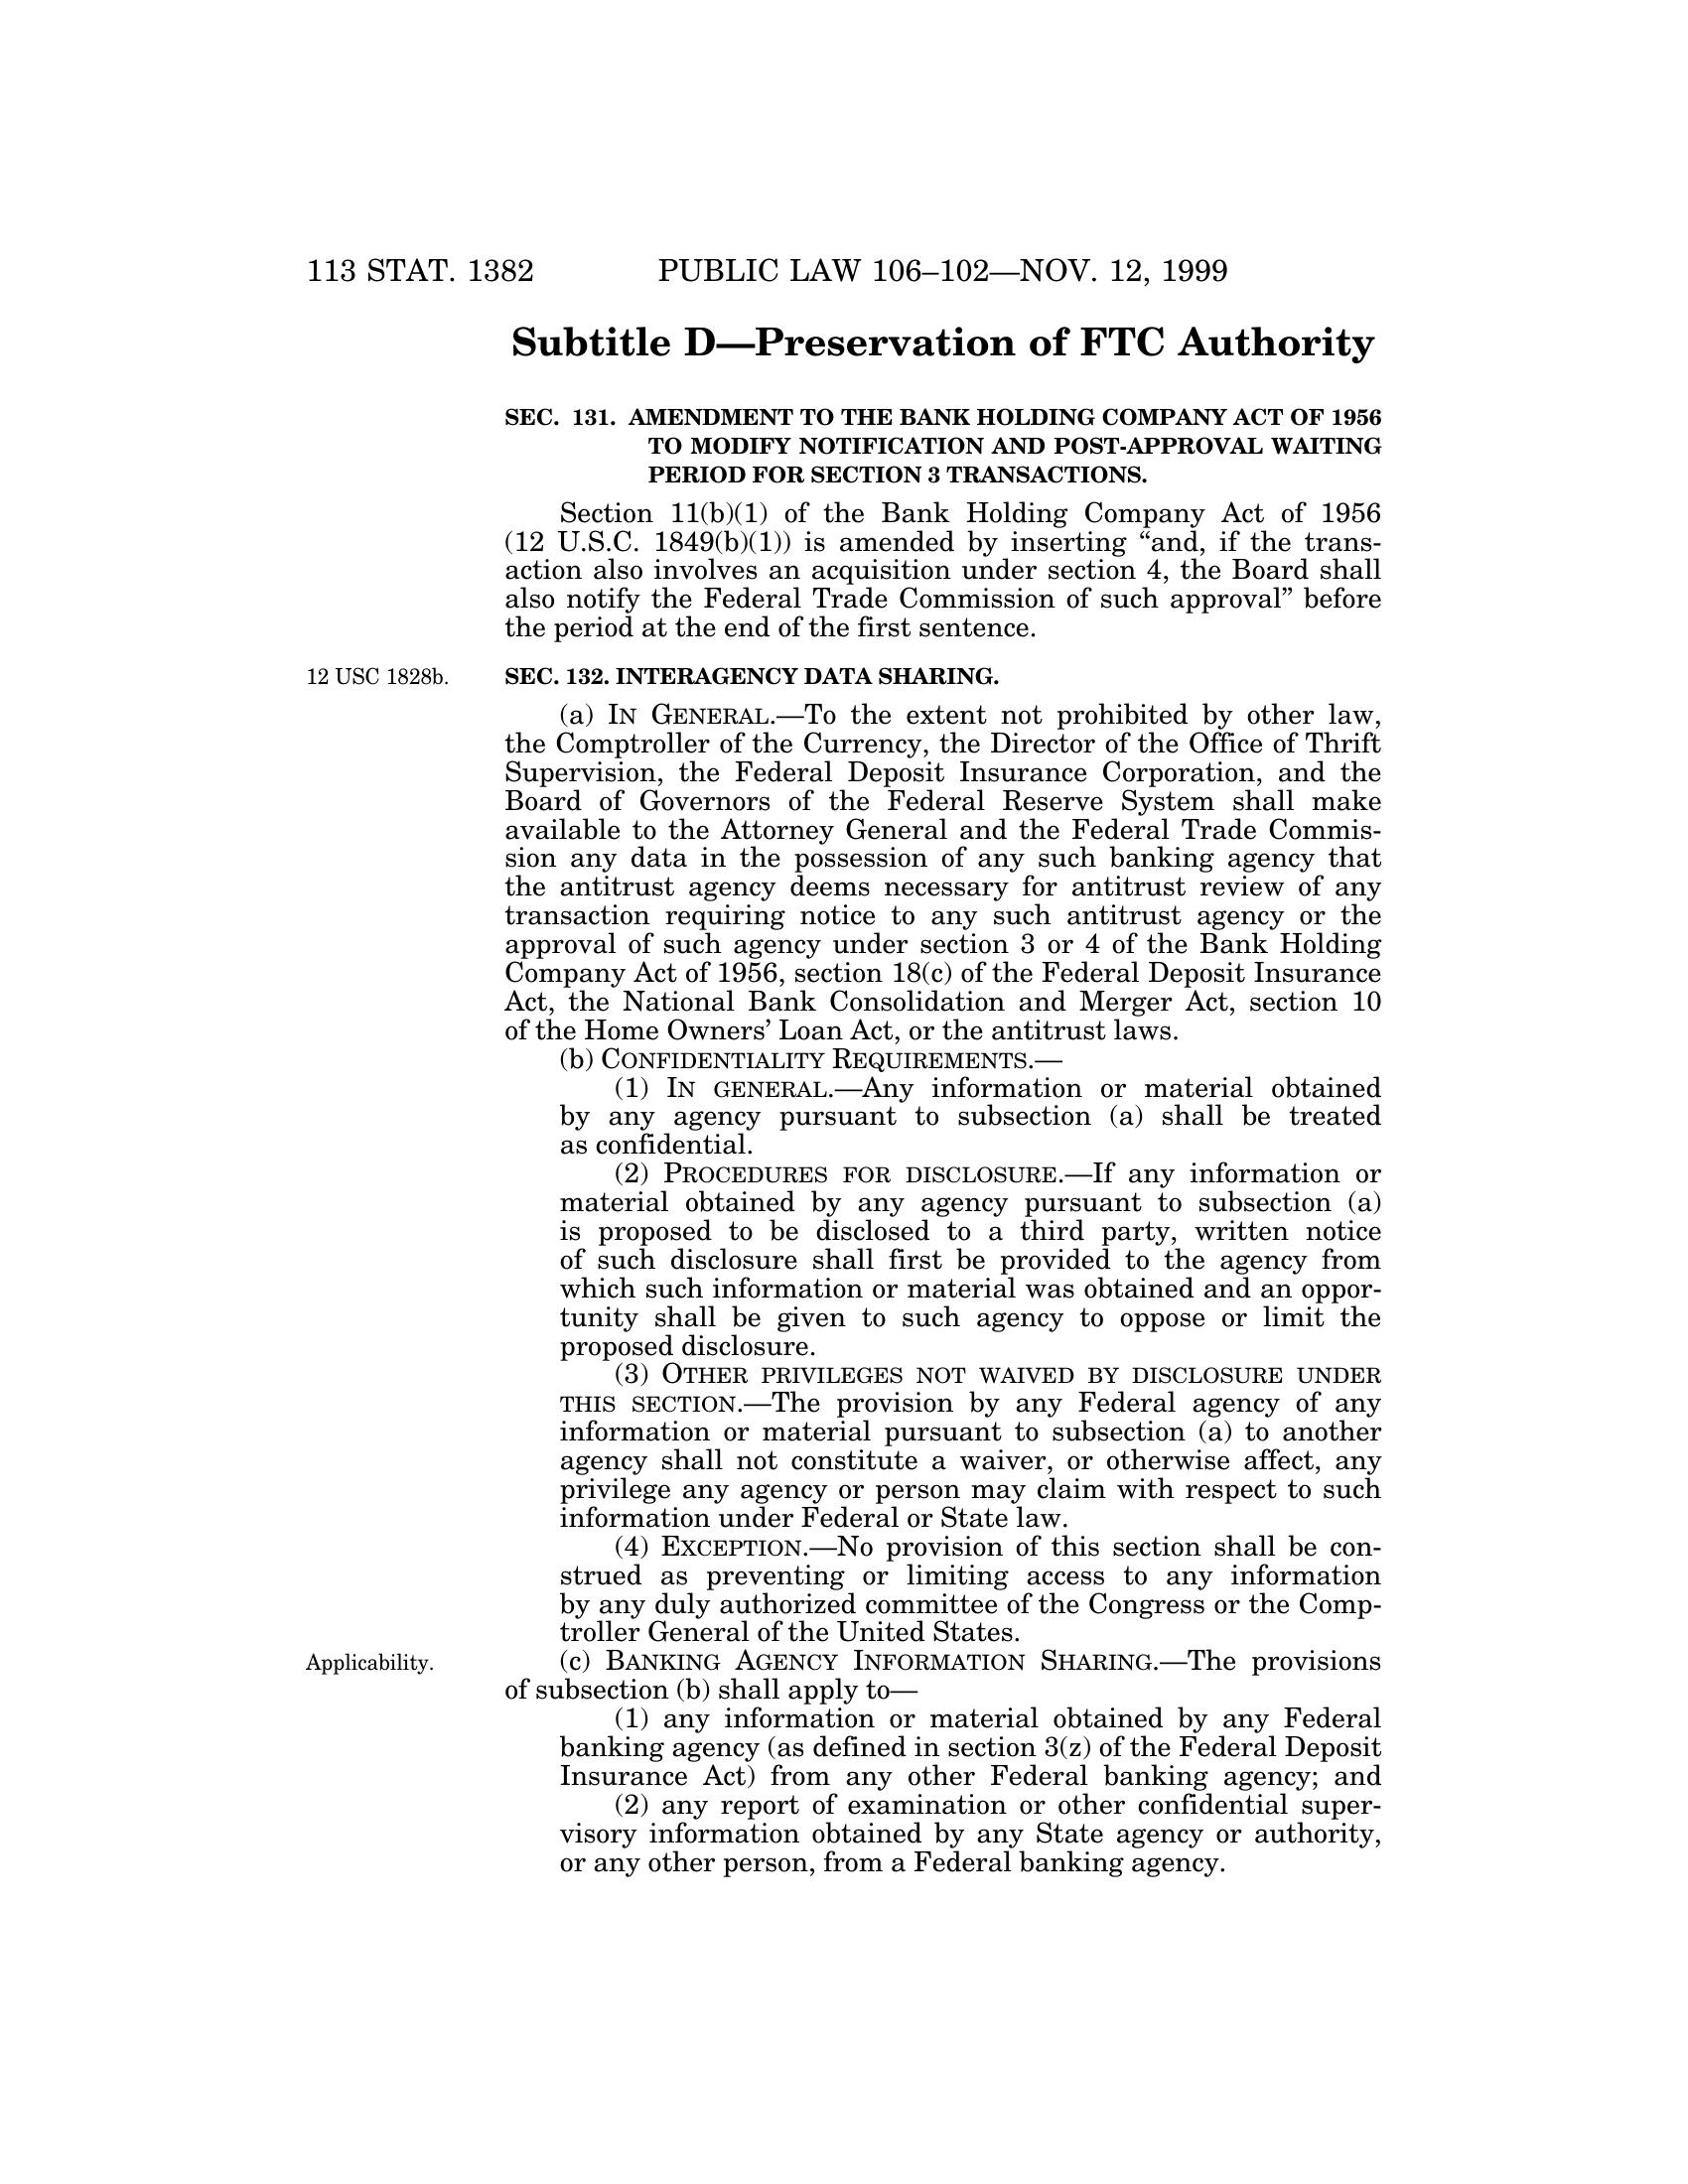 113 STAT. 1382 PUBLIC LAW 106–102—NOV. 12, 1999
Subtitle D—Preservation of FTC Authority
SEC. 131. AMENDMENT TO THE BANK HOLDING COMPANY ACT OF 1956
TO MODIFY NOTIFICATION AND POST-APPROVAL WAITING
PERIOD FOR SECTION 3 TRANSACTIONS.
Section 11(b)(1) of the Bank Holding Company Act of 1956
(12 U.S.C. 1849(b)(1)) is amended by inserting “and, if the trans-
action also involves an acquisition under section 4, the Board shall
also notify the Federal Trade Commission of such approval” before
the period at the end of the first sentence.
12 USC 1828b. SEC. 132. INTERAGENCY DATA SHARING.
(a) IN GENERAL.—To the extent not prohibited by other law,
the Comptroller of the Currency, the Director of the Office of Thrift
Supervision, the Federal Deposit Insurance Corporation, and the
Board of Governors of the Federal Reserve System shall make
available to the Attorney General and the Federal Trade Commis-
sion any data in the possession of any such banking agency that
the antitrust agency deems necessary for antitrust review of any
transaction requiring notice to any such antitrust agency or the
approval of such agency under section 3 or 4 of the Bank Holding
Company Act of 1956, section 18(c) of the Federal Deposit Insurance
Act, the National Bank Consolidation and Merger Act, section 10
of the Home Owners’ Loan Act, or the antitrust laws.
(b) CONFIDENTIALITY REQUIREMENTS.—
(1) IN GENERAL.—Any information or material obtained
by any agency pursuant to subsection (a) shall be treated
as confidential.
(2) PROCEDURES FOR DISCLOSURE.—If any information or
material obtained by any agency pursuant to subsection (a)
is proposed to be disclosed to a third party, written notice
of such disclosure shall first be provided to the agency from
which such information or material was obtained and an oppor-
tunity shall be given to such agency to oppose or limit the
proposed disclosure.
(3) OTHER PRIVILEGES NOT WAIVED BY DISCLOSURE UNDER
THIS SECTION.—The provision by any Federal agency of any
information or material pursuant to subsection (a) to another
agency shall not constitute a waiver, or otherwise affect, any
privilege any agency or person may claim with respect to such
information under Federal or State law.
(4) EXCEPTION.—No provision of this section shall be con-
strued as preventing or limiting access to any information
by any duly authorized committee of the Congress or the Comp-
troller General of the United States.
Applicability. (c) BANKING AGENCY INFORMATION SHARING.—The provisions
of subsection (b) shall apply to—
(1) any information or material obtained by any Federal
banking agency (as defined in section 3(z) of the Federal Deposit
Insurance Act) from any other Federal banking agency; and
(2) any report of examination or other confidential super-
visory information obtained by any State agency or authority,
or any other person, from a Federal banking agency.